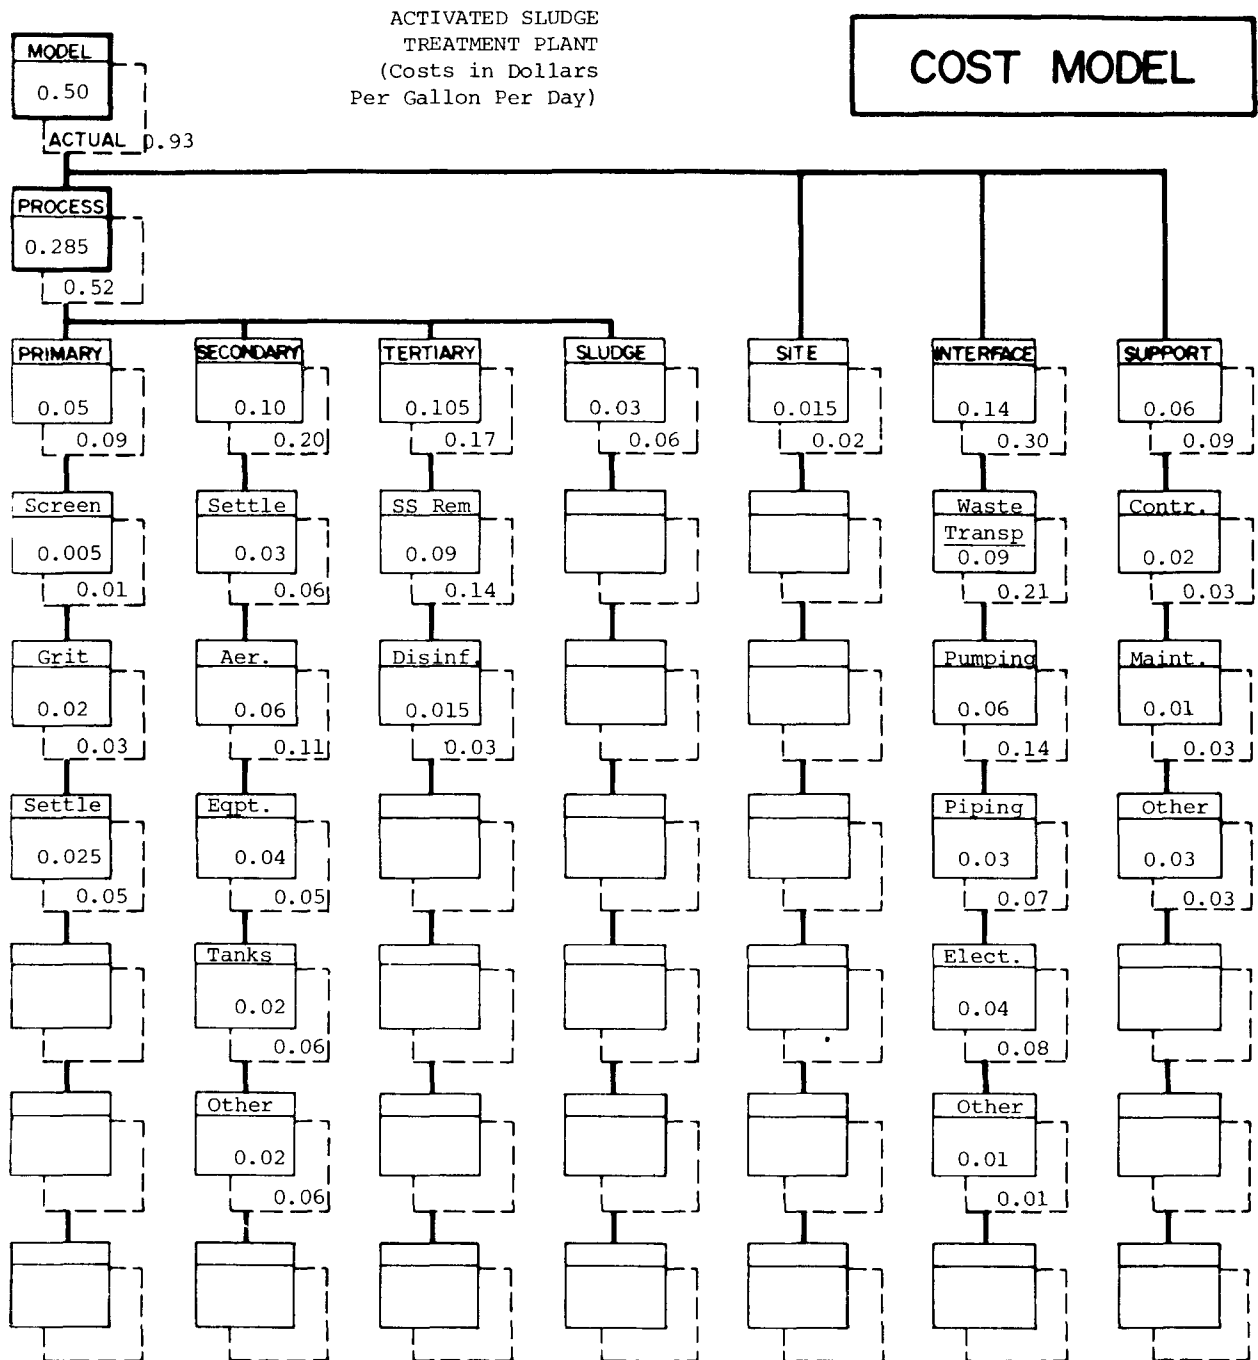 ACTIVATED SLUDGE
TREATMENT PLANT
(Costs in Dollars
Per Gallon Per Day)
COST MODEL
MODEL
0.50
ACTUAL 0.93
PROCESS
0.285
0.52
PRIMARY
0.05
0.09
SECONDARY
0.10
0.20
TERTIARY
0.105
0.17
SLUDGE
0.03
0.06
SITE
0.015
0.02
INTERFACE
0.14
0.30
SUPPORT
0.06
0.09
Screen
0.005
0.01
Settle
0.03
0.06
SS Rem
0.09
0.14
Waste
Transp
0.09
0.21
Contr.
0.02
0.03
Grit
0.02
0.03
Aer.
0.06
0.11
Disinf.
0.015
0.03
Pumping
0.06
0.14
Maint.
0.01
0.03
Settle
0.025
0.05
Eqpt.
0.04
0.05
Piping
0.03
0.07
Other
0.03
0.03
Tanks
0.02
0.06
Elect.
0.04
0.08
Other
0.02
0.06
Other
0.01
0.01